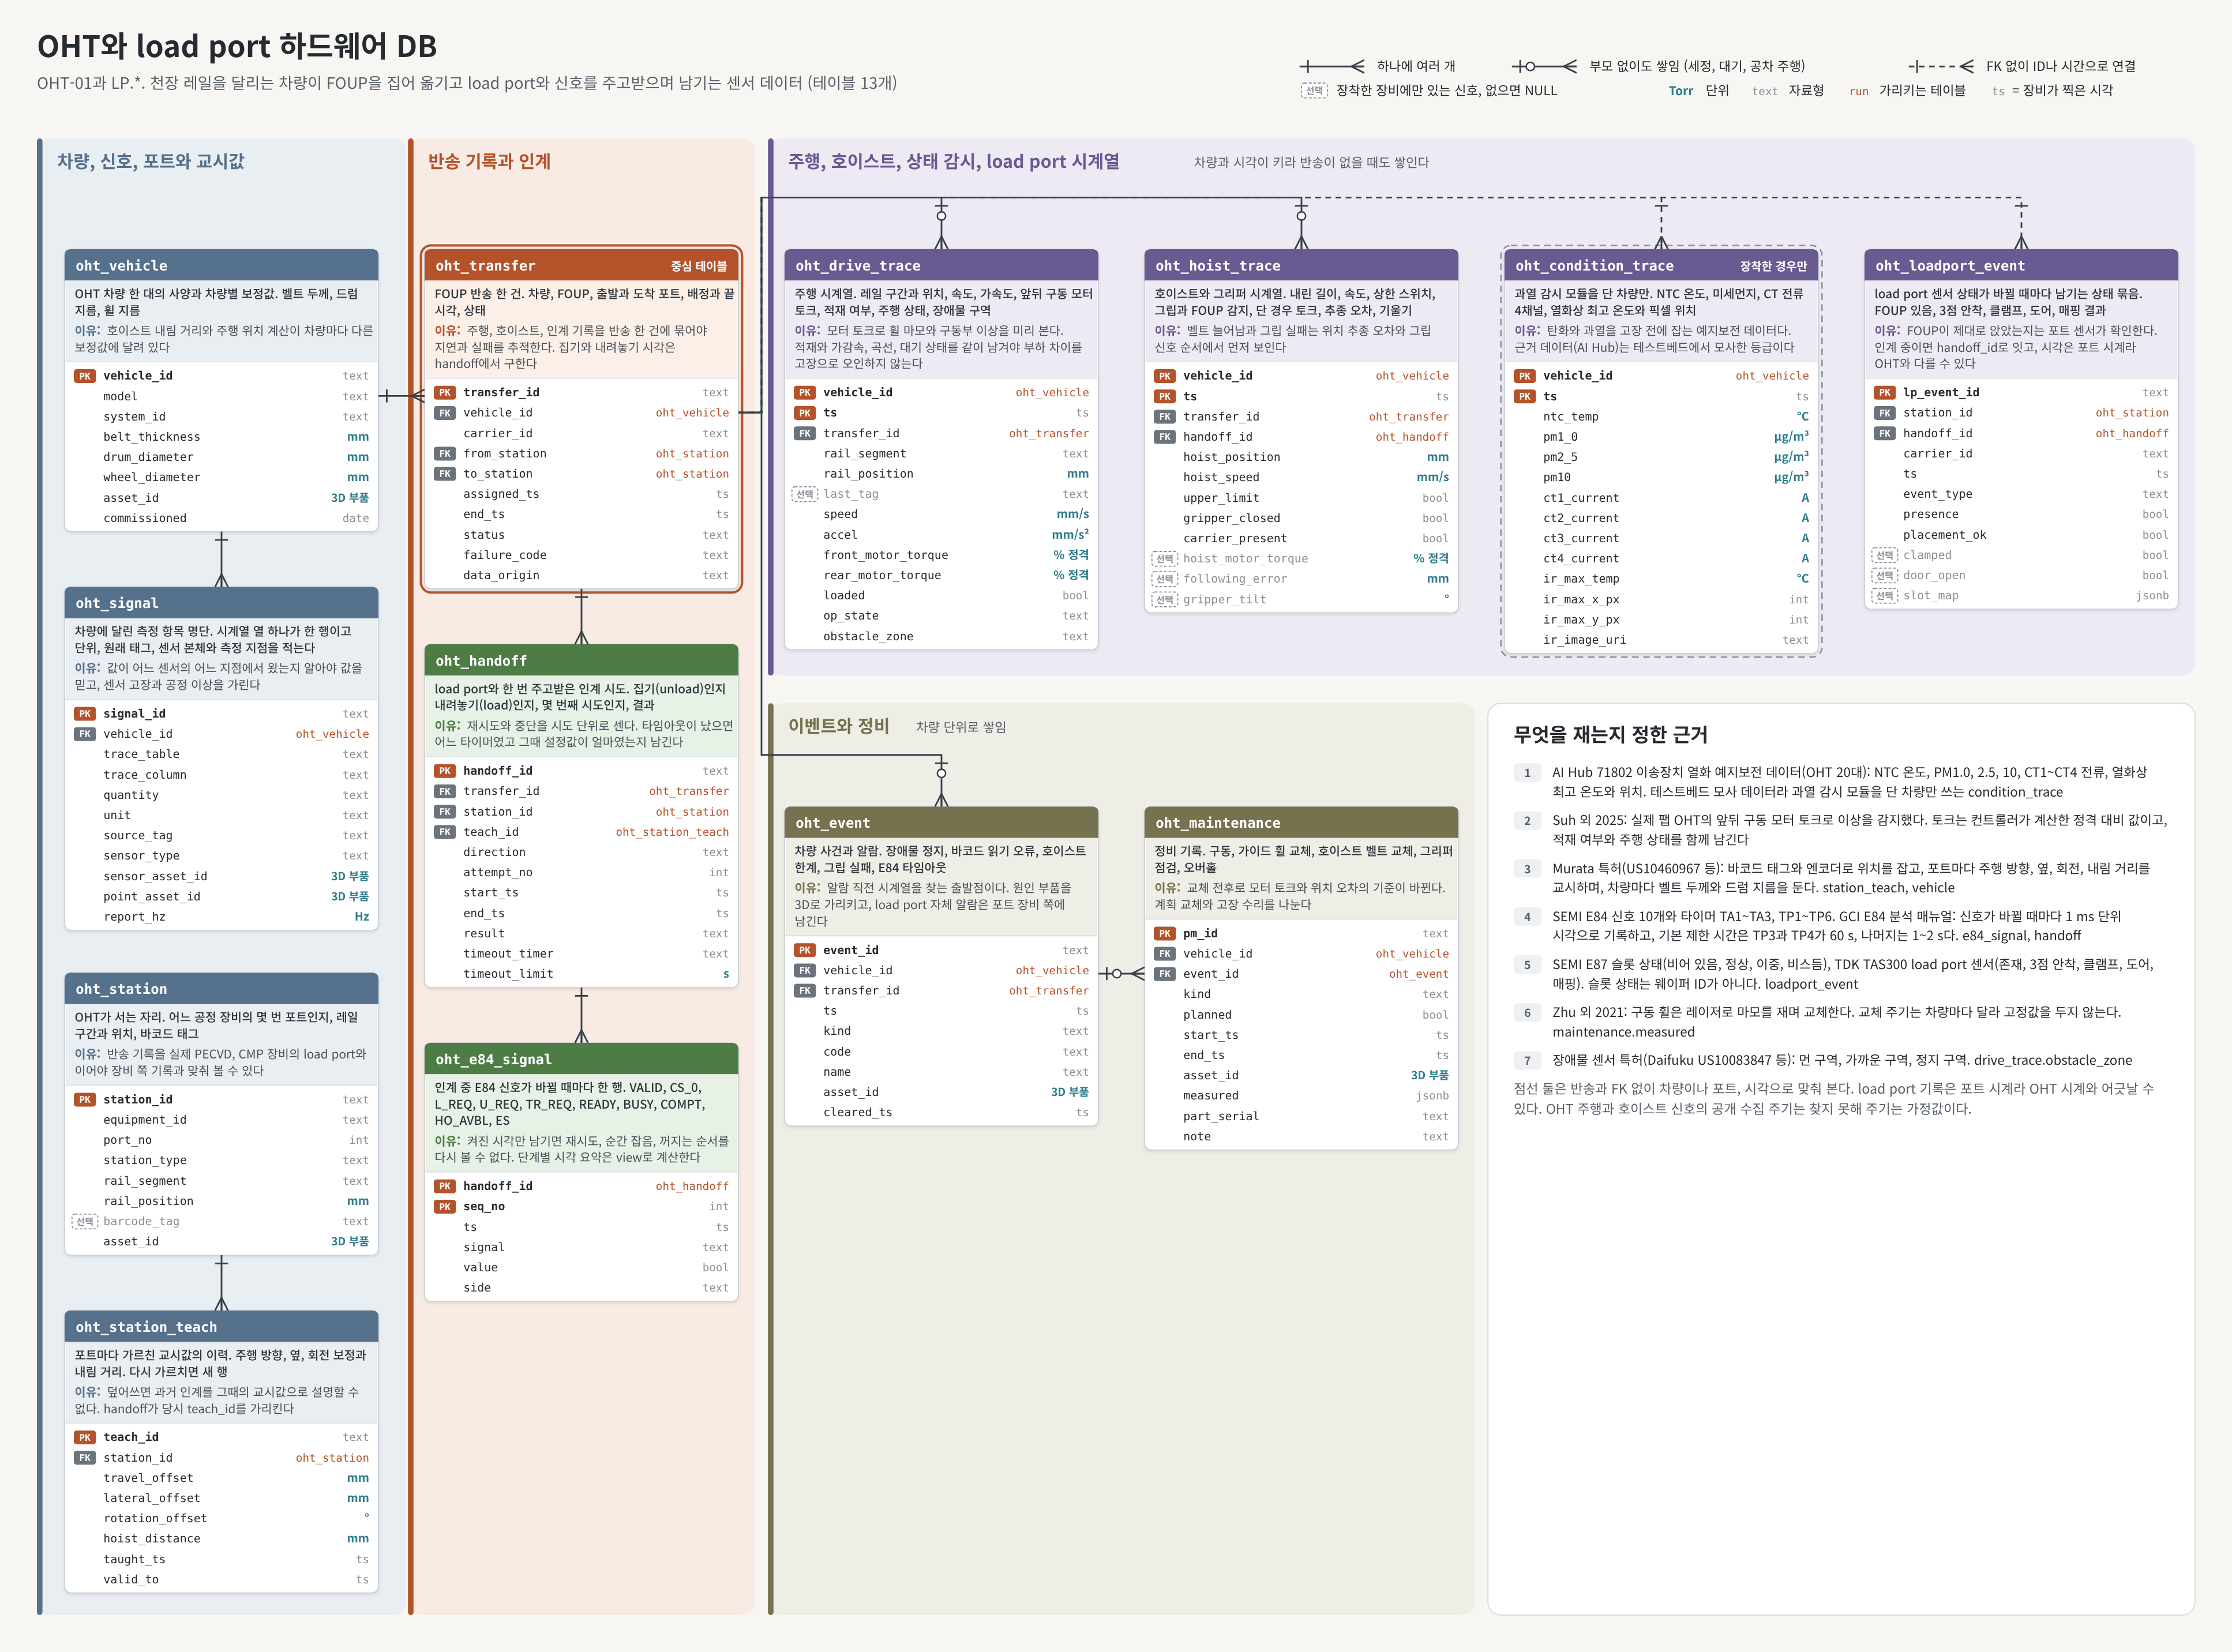 OHT와 load port 하드웨어 DB
OHT-01과 LP.*. 천장 레일을 달리는 차량이 FOUP을 집어 옮기고 load port와 신호를 주고받으며 남기는 센서 데이터 (테이블 13개)
하나에 여러 개
부모 없이도 쌓임 (세정, 대기, 공차 주행)
FK 없이 ID나 시간으로 연결
선택 장착한 장비에만 있는 신호, 없으면 NULL
Torr 단위
text 자료형
run 가리키는 테이블
ts = 장비가 찍은 시각
차량, 신호, 포트와 교시값
oht_vehicle
OHT 차량 한 대의 사양과 차량별 보정값. 벨트 두께, 드럼
지름, 휠 지름
이유: 호이스트 내림 거리와 주행 위치 계산이 차량마다 다른
보정값에 달려 있다
PK vehicle_id text
model text
system_id text
belt_thickness mm
drum_diameter mm
wheel_diameter mm
asset_id 3D 부품
commissioned date
oht_signal
차량에 달린 측정 항목 명단. 시계열 열 하나가 한 행이고
단위, 원래 태그, 센서 본체와 측정 지점을 적는다
이유: 값이 어느 센서의 어느 지점에서 왔는지 알아야 값을
믿고, 센서 고장과 공정 이상을 가린다
PK signal_id text
FK vehicle_id oht_vehicle
trace_table text
trace_column text
quantity text
unit text
source_tag text
sensor_type text
sensor_asset_id 3D 부품
point_asset_id 3D 부품
report_hz Hz
oht_station
OHT가 서는 자리. 어느 공정 장비의 몇 번 포트인지, 레일
구간과 위치, 바코드 태그
이유: 반송 기록을 실제 PECVD, CMP 장비의 load port와
이어야 장비 쪽 기록과 맞춰 볼 수 있다
PK station_id text
equipment_id text
port_no int
station_type text
rail_segment text
rail_position mm
선택 barcode_tag text
asset_id 3D 부품
oht_station_teach
포트마다 가르친 교시값의 이력. 주행 방향, 옆, 회전 보정과
내림 거리. 다시 가르치면 새 행
이유: 덮어쓰면 과거 인계를 그때의 교시값으로 설명할 수
없다. handoff가 당시 teach_id를 가리킨다
PK teach_id text
FK station_id oht_station
travel_offset mm
lateral_offset mm
rotation_offset °
hoist_distance mm
taught_ts ts
valid_to ts
반송 기록과 인계
oht_transfer 중심 테이블
FOUP 반송 한 건. 차량, FOUP, 출발과 도착 포트, 배정과 끝
시각, 상태
이유: 주행, 호이스트, 인계 기록을 반송 한 건에 묶어야
지연과 실패를 추적한다. 집기와 내려놓기 시각은
handoff에서 구한다
PK transfer_id text
FK vehicle_id oht_vehicle
carrier_id text
FK from_station oht_station
FK to_station oht_station
assigned_ts ts
end_ts ts
status text
failure_code text
data_origin text
oht_handoff
load port와 한 번 주고받은 인계 시도. 집기(unload)인지
내려놓기(load)인지, 몇 번째 시도인지, 결과
이유: 재시도와 중단을 시도 단위로 센다. 타임아웃이 났으면
어느 타이머였고 그때 설정값이 얼마였는지 남긴다
PK handoff_id text
FK transfer_id oht_transfer
FK station_id oht_station
FK teach_id oht_station_teach
direction text
attempt_no int
start_ts ts
end_ts ts
result text
timeout_timer text
timeout_limit s
oht_e84_signal
인계 중 E84 신호가 바뀔 때마다 한 행. VALID, CS_0,
L_REQ, U_REQ, TR_REQ, READY, BUSY, COMPT,
HO_AVBL, ES
이유: 켜진 시각만 남기면 재시도, 순간 잡음, 꺼지는 순서를
다시 볼 수 없다. 단계별 시각 요약은 view로 계산한다
PK handoff_id oht_handoff
PK seq_no int
ts ts
signal text
value bool
side text
주행, 호이스트, 상태 감시, load port 시계열
차량과 시각이 키라 반송이 없을 때도 쌓인다
oht_drive_trace
주행 시계열. 레일 구간과 위치, 속도, 가속도, 앞뒤 구동 모터
토크, 적재 여부, 주행 상태, 장애물 구역
이유: 모터 토크로 휠 마모와 구동부 이상을 미리 본다.
적재와 가감속, 곡선, 대기 상태를 같이 남겨야 부하 차이를
고장으로 오인하지 않는다
PK vehicle_id oht_vehicle
PK ts ts
FK transfer_id oht_transfer
rail_segment text
rail_position mm
선택 last_tag text
speed mm/s
accel mm/s²
front_motor_torque % 정격
rear_motor_torque % 정격
loaded bool
op_state text
obstacle_zone text
oht_hoist_trace
호이스트와 그리퍼 시계열. 내린 길이, 속도, 상한 스위치,
그립과 FOUP 감지, 단 경우 토크, 추종 오차, 기울기
이유: 벨트 늘어남과 그립 실패는 위치 추종 오차와 그립
신호 순서에서 먼저 보인다
PK vehicle_id oht_vehicle
PK ts ts
FK transfer_id oht_transfer
FK handoff_id oht_handoff
hoist_position mm
hoist_speed mm/s
upper_limit bool
gripper_closed bool
carrier_present bool
선택 hoist_motor_torque % 정격
선택 following_error mm
선택 gripper_tilt °
oht_condition_trace 장착한 경우만
과열 감시 모듈을 단 차량만. NTC 온도, 미세먼지, CT 전류
4채널, 열화상 최고 온도와 픽셀 위치
이유: 탄화와 과열을 고장 전에 잡는 예지보전 데이터다.
근거 데이터(AI Hub)는 테스트베드에서 모사한 등급이다
PK vehicle_id oht_vehicle
PK ts ts
ntc_temp °C
pm1_0 µg/m³
pm2_5 µg/m³
pm10 µg/m³
ct1_current A
ct2_current A
ct3_current A
ct4_current A
ir_max_temp °C
ir_max_x_px int
ir_max_y_px int
ir_image_uri text
oht_loadport_event
load port 센서 상태가 바뀔 때마다 남기는 상태 묶음.
FOUP 있음, 3점 안착, 클램프, 도어, 매핑 결과
이유: FOUP이 제대로 앉았는지는 포트 센서가 확인한다.
인계 중이면 handoff_id로 잇고, 시각은 포트 시계라
OHT와 다를 수 있다
PK lp_event_id text
FK station_id oht_station
FK handoff_id oht_handoff
carrier_id text
ts ts
event_type text
presence bool
placement_ok bool
선택 clamped bool
선택 door_open bool
선택 slot_map jsonb
이벤트와 정비
차량 단위로 쌓임
oht_event
차량 사건과 알람. 장애물 정지, 바코드 읽기 오류, 호이스트
한계, 그립 실패, E84 타임아웃
이유: 알람 직전 시계열을 찾는 출발점이다. 원인 부품을
3D로 가리키고, load port 자체 알람은 포트 장비 쪽에
남긴다
PK event_id text
FK vehicle_id oht_vehicle
FK transfer_id oht_transfer
ts ts
kind text
code text
name text
asset_id 3D 부품
cleared_ts ts
oht_maintenance
정비 기록. 구동, 가이드 휠 교체, 호이스트 벨트 교체, 그리퍼
점검, 오버홀
이유: 교체 전후로 모터 토크와 위치 오차의 기준이 바뀐다.
계획 교체와 고장 수리를 나눈다
PK pm_id text
FK vehicle_id oht_vehicle
FK event_id oht_event
kind text
planned bool
start_ts ts
end_ts ts
asset_id 3D 부품
measured jsonb
part_serial text
note text
무엇을 재는지 정한 근거
1 AI Hub 71802 이송장치 열화 예지보전 데이터(OHT 20대): NTC 온도, PM1.0, 2.5, 10, CT1~CT4 전류, 열화상
최고 온도와 위치. 테스트베드 모사 데이터라 과열 감시 모듈을 단 차량만 쓰는 condition_trace
2 Suh 외 2025: 실제 팹 OHT의 앞뒤 구동 모터 토크로 이상을 감지했다. 토크는 컨트롤러가 계산한 정격 대비 값이고,
적재 여부와 주행 상태를 함께 남긴다
3 Murata 특허(US10460967 등): 바코드 태그와 엔코더로 위치를 잡고, 포트마다 주행 방향, 옆, 회전, 내림 거리를
교시하며, 차량마다 벨트 두께와 드럼 지름을 둔다. station_teach, vehicle
4 SEMI E84 신호 10개와 타이머 TA1~TA3, TP1~TP6. GCI E84 분석 매뉴얼: 신호가 바뀔 때마다 1 ms 단위
시각으로 기록하고, 기본 제한 시간은 TP3과 TP4가 60 s, 나머지는 1~2 s다. e84_signal, handoff
5 SEMI E87 슬롯 상태(비어 있음, 정상, 이중, 비스듬), TDK TAS300 load port 센서(존재, 3점 안착, 클램프, 도어,
매핑). 슬롯 상태는 웨이퍼 ID가 아니다. loadport_event
6 Zhu 외 2021: 구동 휠은 레이저로 마모를 재며 교체한다. 교체 주기는 차량마다 달라 고정값을 두지 않는다.
maintenance.measured
7 장애물 센서 특허(Daifuku US10083847 등): 먼 구역, 가까운 구역, 정지 구역. drive_trace.obstacle_zone
점선 둘은 반송과 FK 없이 차량이나 포트, 시각으로 맞춰 본다. load port 기록은 포트 시계라 OHT 시계와 어긋날 수
있다. OHT 주행과 호이스트 신호의 공개 수집 주기는 찾지 못해 주기는 가정값이다.